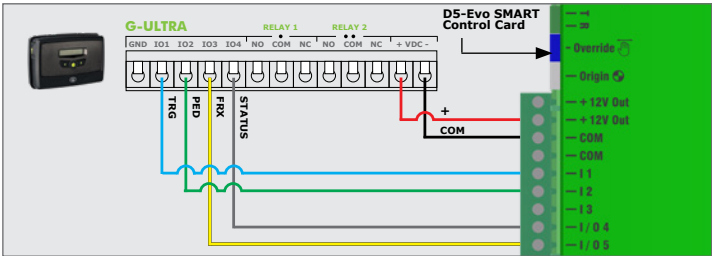 G-ULTRA
RELAY 1
RELAY 2
GND IO1 IO2 IO3 IO4 NO COM NC NO COM NC + VDC -
TRG
PED
FRX
STATUS
+
COM
D5-Evo SMART
Control Card
T
R
Override
Origin
+ 12V Out
+ 12V Out
COM
COM
I 1
I 2
I 3
I / O 4
I / O 5